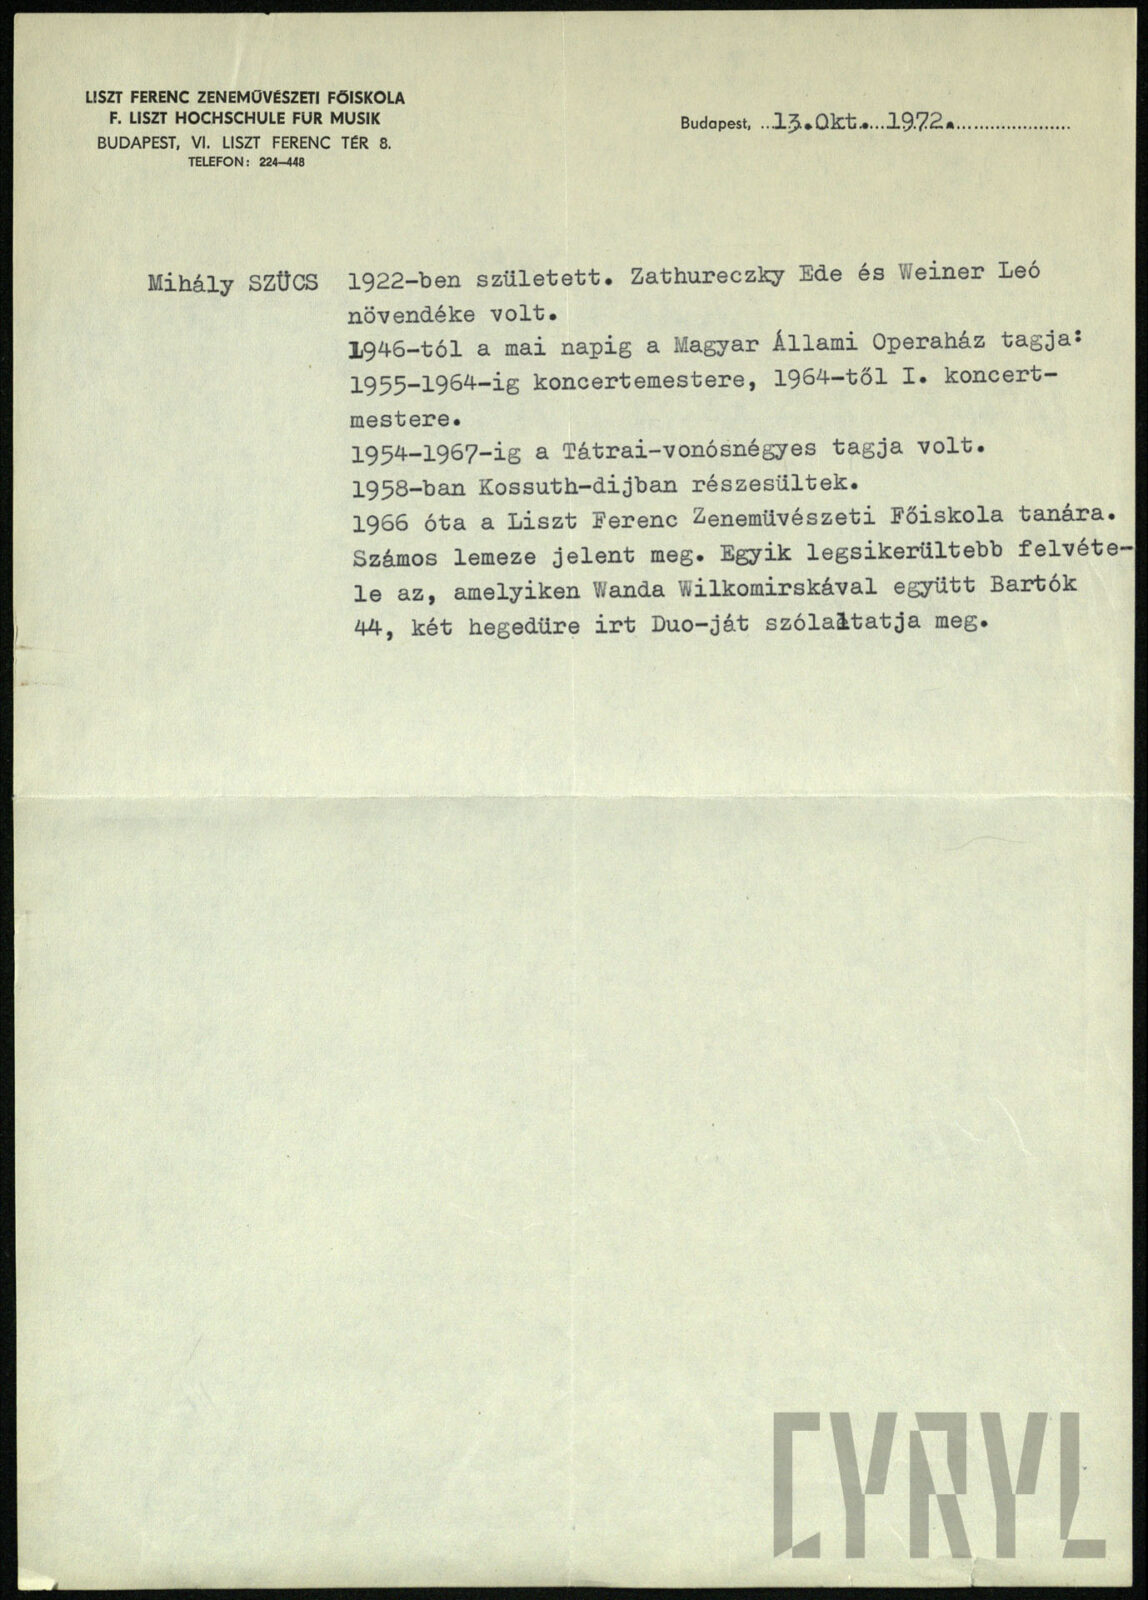 LISZT FERENC ZENEMŰVÉSZETI FŐISKOLA
F. LISZT HOCHSCHULE FUR MUSIK
BUDAPEST, VI. LISZT FERENC TÉR 8.
TELEFON: 224–448
Budapest, ...13.Okt....1972.....................
Mihály SZÜCS 1922-ben született. Zathureczky Ede és Weiner Leó
növendéke volt.
1946-tól a mai napig a Magyar Állami Operaház tagja:
1955-1964-ig koncertemestere, 1964-től I. koncert-
mestere.
1954-1967-ig a Tátrai-vonósnégyes tagja volt.
1958-ban Kossuth-dijban részesültek.
1966 óta a Liszt Ferenc Zenemüvészeti Főiskola tanára.
Számos lemeze jelent meg. Egyik legsikerültebb felvéte-
le az, amelyiken Wanda Wilkomirskával együtt Bartók
44, két hegedüre irt Duo-ját szólaltatja meg.
CYRYL